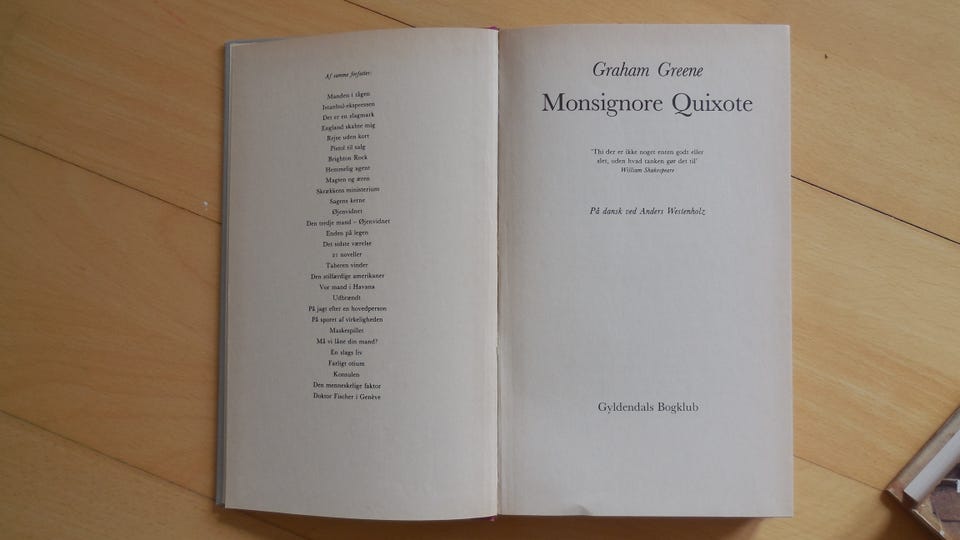 Af samme forfatter:
Manden i tågen
Istanbul-ekspressen
Det er en slagmark
England skabte mig
Rejse uden kort
Pistol til salg
Brighton Rock
Hemmelig agent
Magten og æren
Skrækkens ministerium
Sagens kerne
Øjenvidnet
Den tredje mand – Øjenvidnet
Enden på legen
Det sidste værelse
21 noveller
Taberen vinder
Den stilfærdige amerikaner
Vor mand i Havana
Udbrændt
På jagt efter en hovedperson
På sporet af virkeligheden
Maskespillet
Må vi låne din mand?
En slags liv
Farligt otium
Konsulen
Den menneskelige faktor
Doktor Fischer i Genève
Graham Greene
Monsignore Quixote
'Thi der er ikke noget enten godt eller
slet, uden hvad tanken gør det til'
William Shakespeare
På dansk ved Anders Westenholz
Gyldendals Bogklub